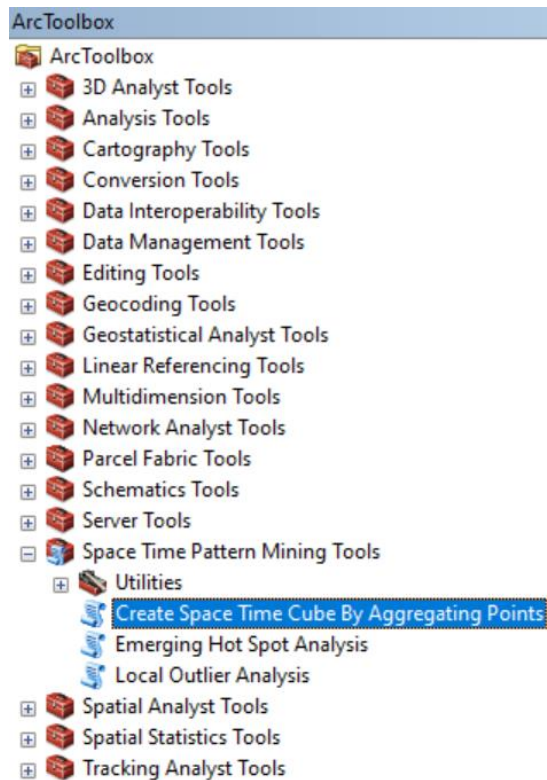 ArcToolbox
ArcToolbox
3D Analyst Tools
Analysis Tools
Cartography Tools
Conversion Tools
Data Interoperability Tools
Data Management Tools
Editing Tools
Geocoding Tools
Geostatistical Analyst Tools
Linear Referencing Tools
Multidimension Tools
Network Analyst Tools
Parcel Fabric Tools
Schematics Tools
Server Tools
Space Time Pattern Mining Tools
Utilities
Create Space Time Cube By Aggregating Points
Emerging Hot Spot Analysis
Local Outlier Analysis
Spatial Analyst Tools
Spatial Statistics Tools
Tracking Analyst Tools